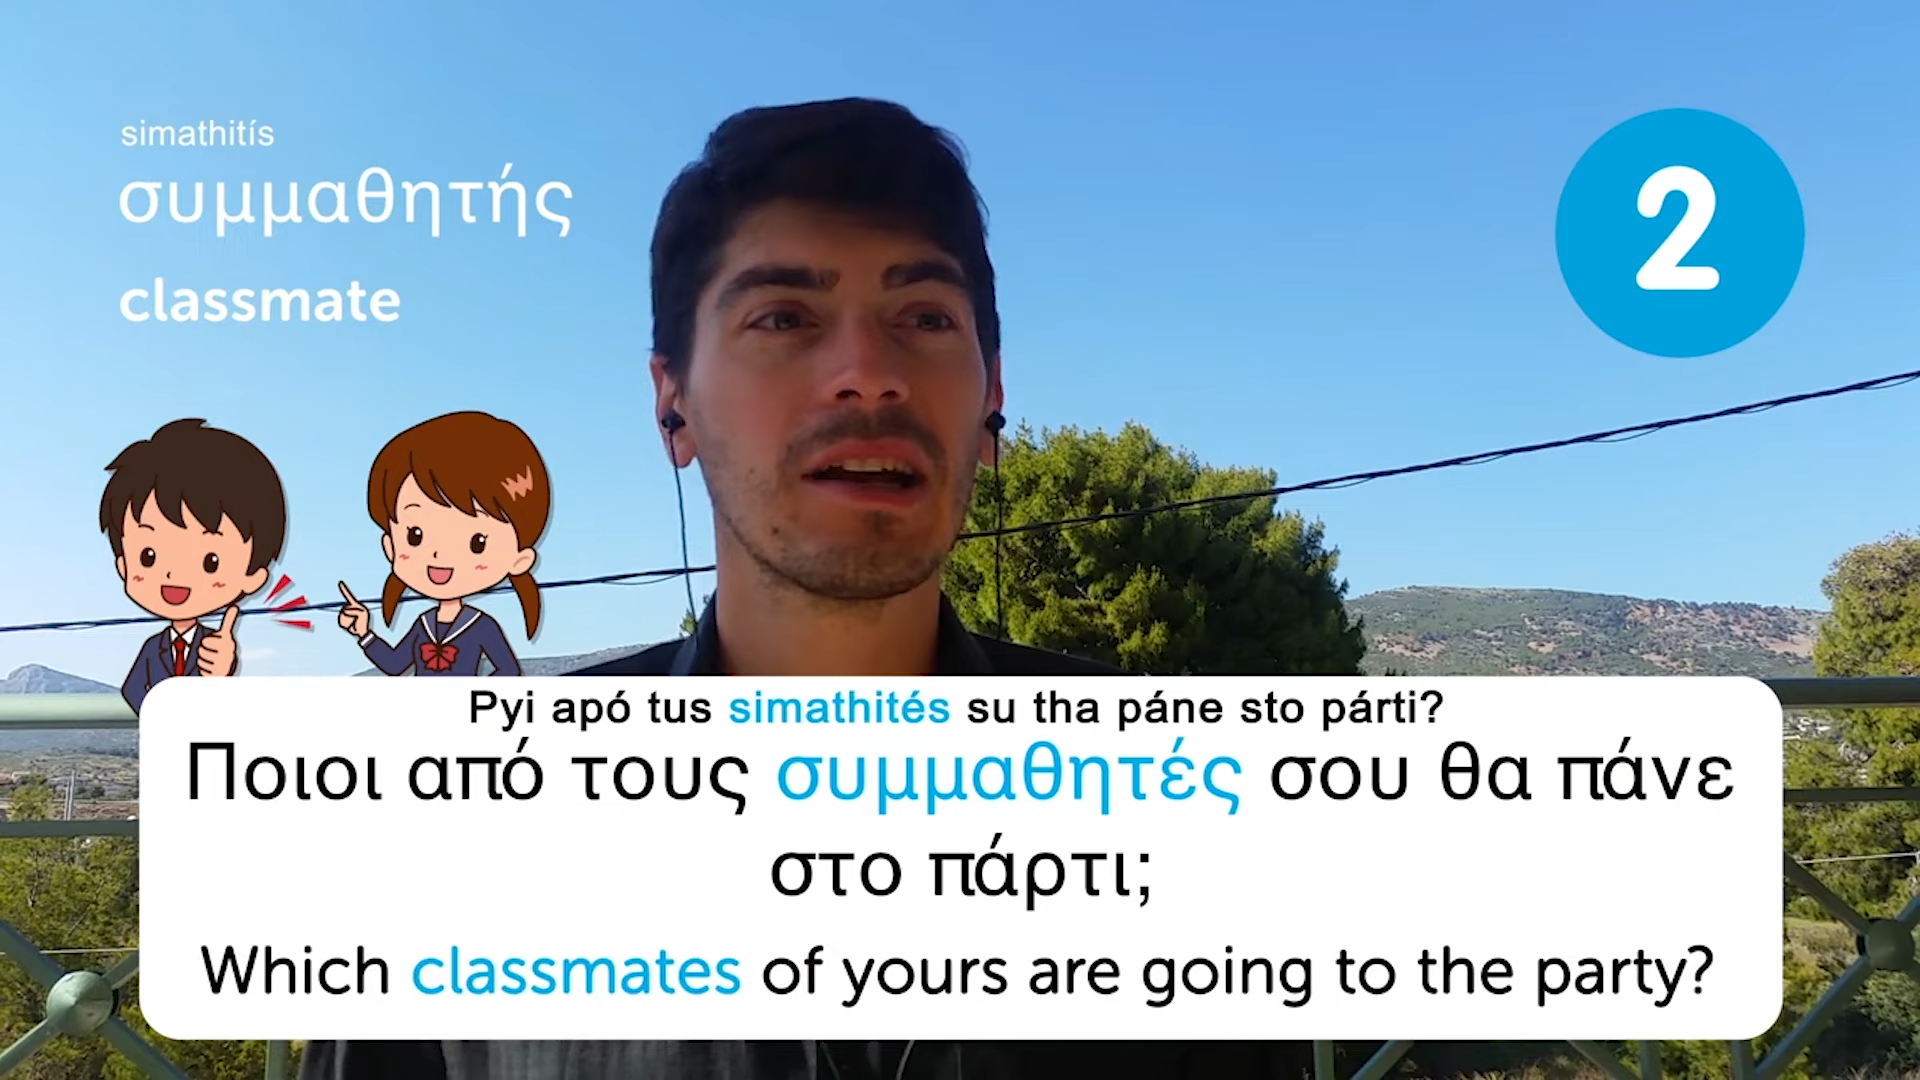 simathitís
συμμαθητής
classmate
2
Pyi apó tus simathités su tha páne sto párti?
Ποιοι από τους συμμαθητές σου θα πάνε
στο πάρτι;
Which classmates of yours are going to the party?